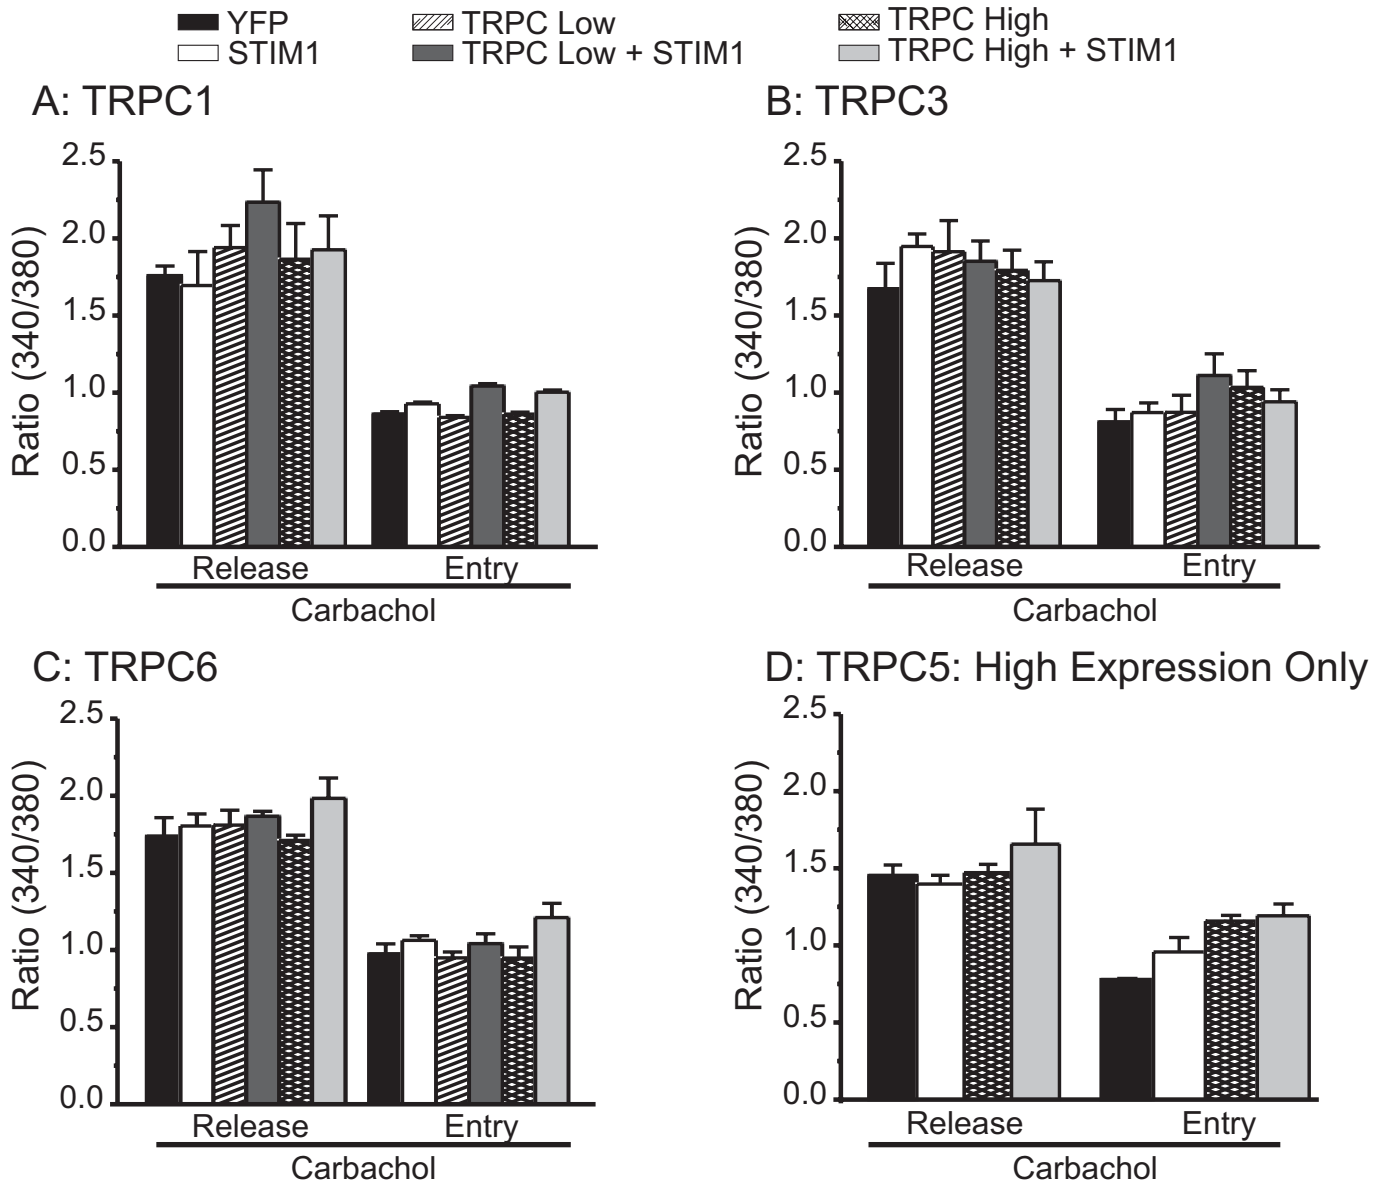 YFP
TRPC Low
TRPC High
STIM1
TRPC Low + STIM1
TRPC High + STIM1
A: TRPC1
2.5
2.0
1.5
1.0
0.5
0.0
Ratio (340/380)
Release
Entry
Carbachol
B: TRPC3
2.5
2.0
1.5
1.0
0.5
0.0
Ratio (340/380)
Release
Entry
Carbachol
C: TRPC6
2.5
2.0
1.5
1.0
0.5
0.0
Ratio (340/380)
Release
Entry
Carbachol
D: TRPC5: High Expression Only
2.5
2.0
1.5
1.0
0.5
0.0
Ratio (340/380)
Release
Entry
Carbachol